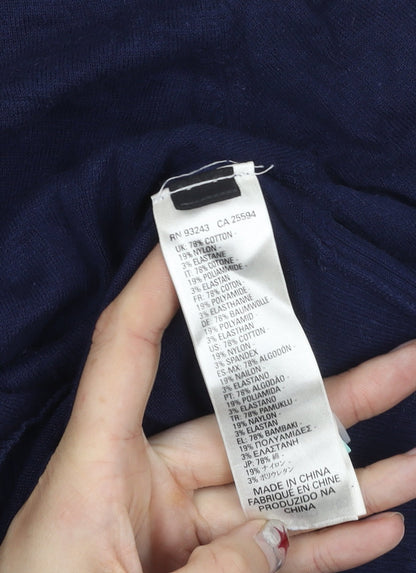 RN 93243 CA 25594
UK: 78% COTTON -
19% NYLON -
3% ELASTANE
IT: 78% COTONE -
19% POLIAMMIDE -
3% ELASTAN
FR: 78% COTON -
19% POLYAMIDE -
3% ELASTHANNE
DE: 78% BAUMWOLLE -
19% POLYAMID -
3% ELASTHAN
US: 78% COTTON -
19% NYLON -
3% SPANDEX
ES-MX: 78% ALGODÓN -
19% NAILON -
3% ELASTANO
PT: 78% ALGODÃO -
19% POLIAMIDA -
3% ELASTANO
TR: 78% PAMUKLU -
19% NAYLON -
3% ELASTAN
EL: 78% ΒΑΜΒΑΚΙ -
19% ΠΟΛΥΑΜΙΔΕΣ -
3% ΕΛΑΣΤΑΝΗ
JP: 78% 綿 -
19% ナイロン -
3% ポリウレタン
MADE IN CHINA
FABRIQUÉ EN CHINE
PRODUZIDO NA
CHINA